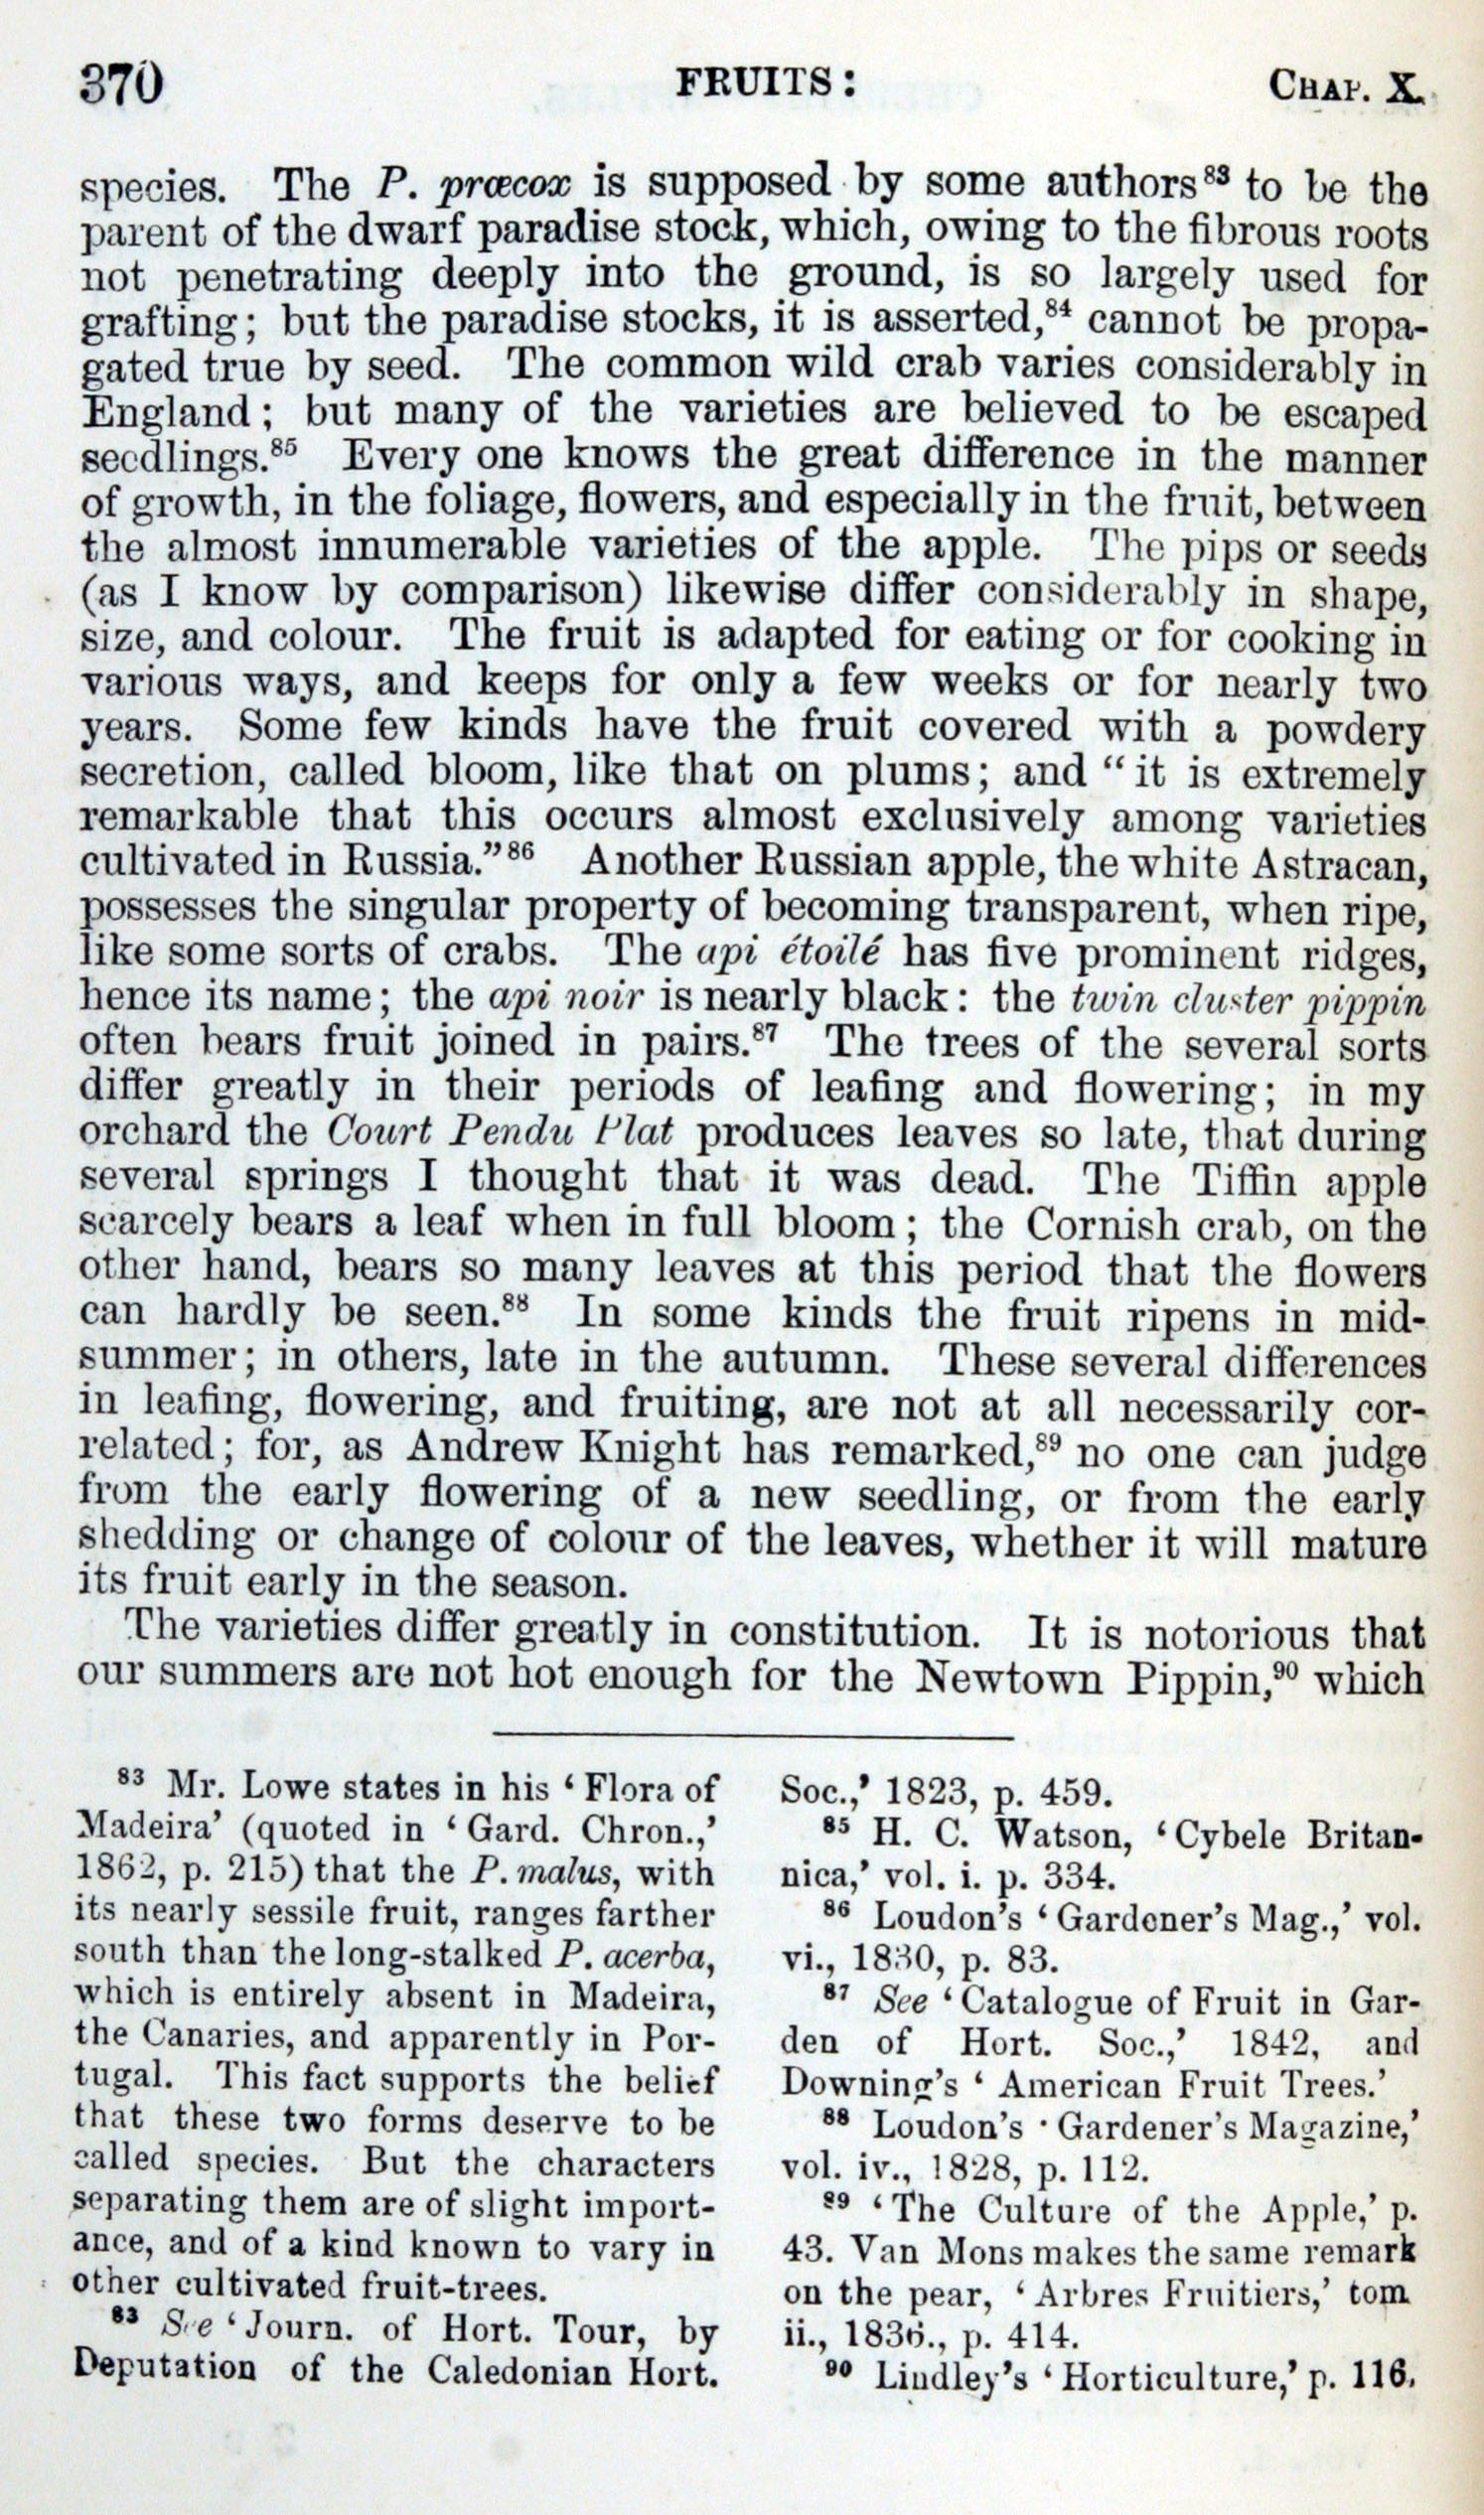 370 FRUITS: CHAP. X.
species. The P. præcox is supposed by some authors⁸³ to be the
parent of the dwarf paradise stock, which, owing to the fibrous roots
not penetrating deeply into the ground, is so largely used for
grafting; but the paradise stocks, it is asserted,⁸⁴ cannot be propa-
gated true by seed. The common wild crab varies considerably in
England; but many of the varieties are believed to be escaped
seedlings.⁸⁵ Every one knows the great difference in the manner
of growth, in the foliage, flowers, and especially in the fruit, between
the almost innumerable varieties of the apple. The pips or seeds
(as I know by comparison) likewise differ considerably in shape,
size, and colour. The fruit is adapted for eating or for cooking in
various ways, and keeps for only a few weeks or for nearly two
years. Some few kinds have the fruit covered with a powdery
secretion, called bloom, like that on plums; and “it is extremely
remarkable that this occurs almost exclusively among varieties
cultivated in Russia.”⁸⁶ Another Russian apple, the white Astracan,
possesses the singular property of becoming transparent, when ripe,
like some sorts of crabs. The api étoilé has five prominent ridges,
hence its name; the api noir is nearly black: the twin cluster pippin
often bears fruit joined in pairs.⁸⁷ The trees of the several sorts
differ greatly in their periods of leafing and flowering; in my
orchard the Court Pendu Plat produces leaves so late, that during
several springs I thought that it was dead. The Tiffin apple
scarcely bears a leaf when in full bloom; the Cornish crab, on the
other hand, bears so many leaves at this period that the flowers
can hardly be seen.⁸⁸ In some kinds the fruit ripens in mid-
summer; in others, late in the autumn. These several differences
in leafing, flowering, and fruiting, are not at all necessarily cor-
related; for, as Andrew Knight has remarked,⁸⁹ no one can judge
from the early flowering of a new seedling, or from the early
shedding or change of colour of the leaves, whether it will mature
its fruit early in the season.
The varieties differ greatly in constitution. It is notorious that
our summers are not hot enough for the Newtown Pippin,⁹⁰ which
⁸³ Mr. Lowe states in his ‘Flora of
Madeira’ (quoted in ‘Gard. Chron.,’
1862, p. 215) that the P. malus, with
its nearly sessile fruit, ranges farther
south than the long-stalked P. acerba,
which is entirely absent in Madeira,
the Canaries, and apparently in Por-
tugal. This fact supports the belief
that these two forms deserve to be
called species. But the characters
separating them are of slight import-
ance, and of a kind known to vary in
other cultivated fruit-trees.
⁸³ See ‘Journ. of Hort. Tour, by
Deputation of the Caledonian Hort.
Soc.,’ 1823, p. 459.
⁸⁵ H. C. Watson, ‘Cybele Britan-
nica,’ vol. i. p. 334.
⁸⁶ Loudon’s ‘Gardener’s Mag.,’ vol.
vi., 1830, p. 83.
⁸⁷ See ‘Catalogue of Fruit in Gar-
den of Hort. Soc.,’ 1842, and
Downing’s ‘American Fruit Trees.’
⁸⁸ Loudon’s ‘Gardener’s Magazine,’
vol. iv., 1828, p. 112.
⁸⁹ ‘The Culture of the Apple,’ p.
43. Van Mons makes the same remark
on the pear, ‘Arbres Fruitiers,’ tom.
ii., 1836., p. 414.
⁹⁰ Lindley’s ‘Horticulture,’ p. 116.